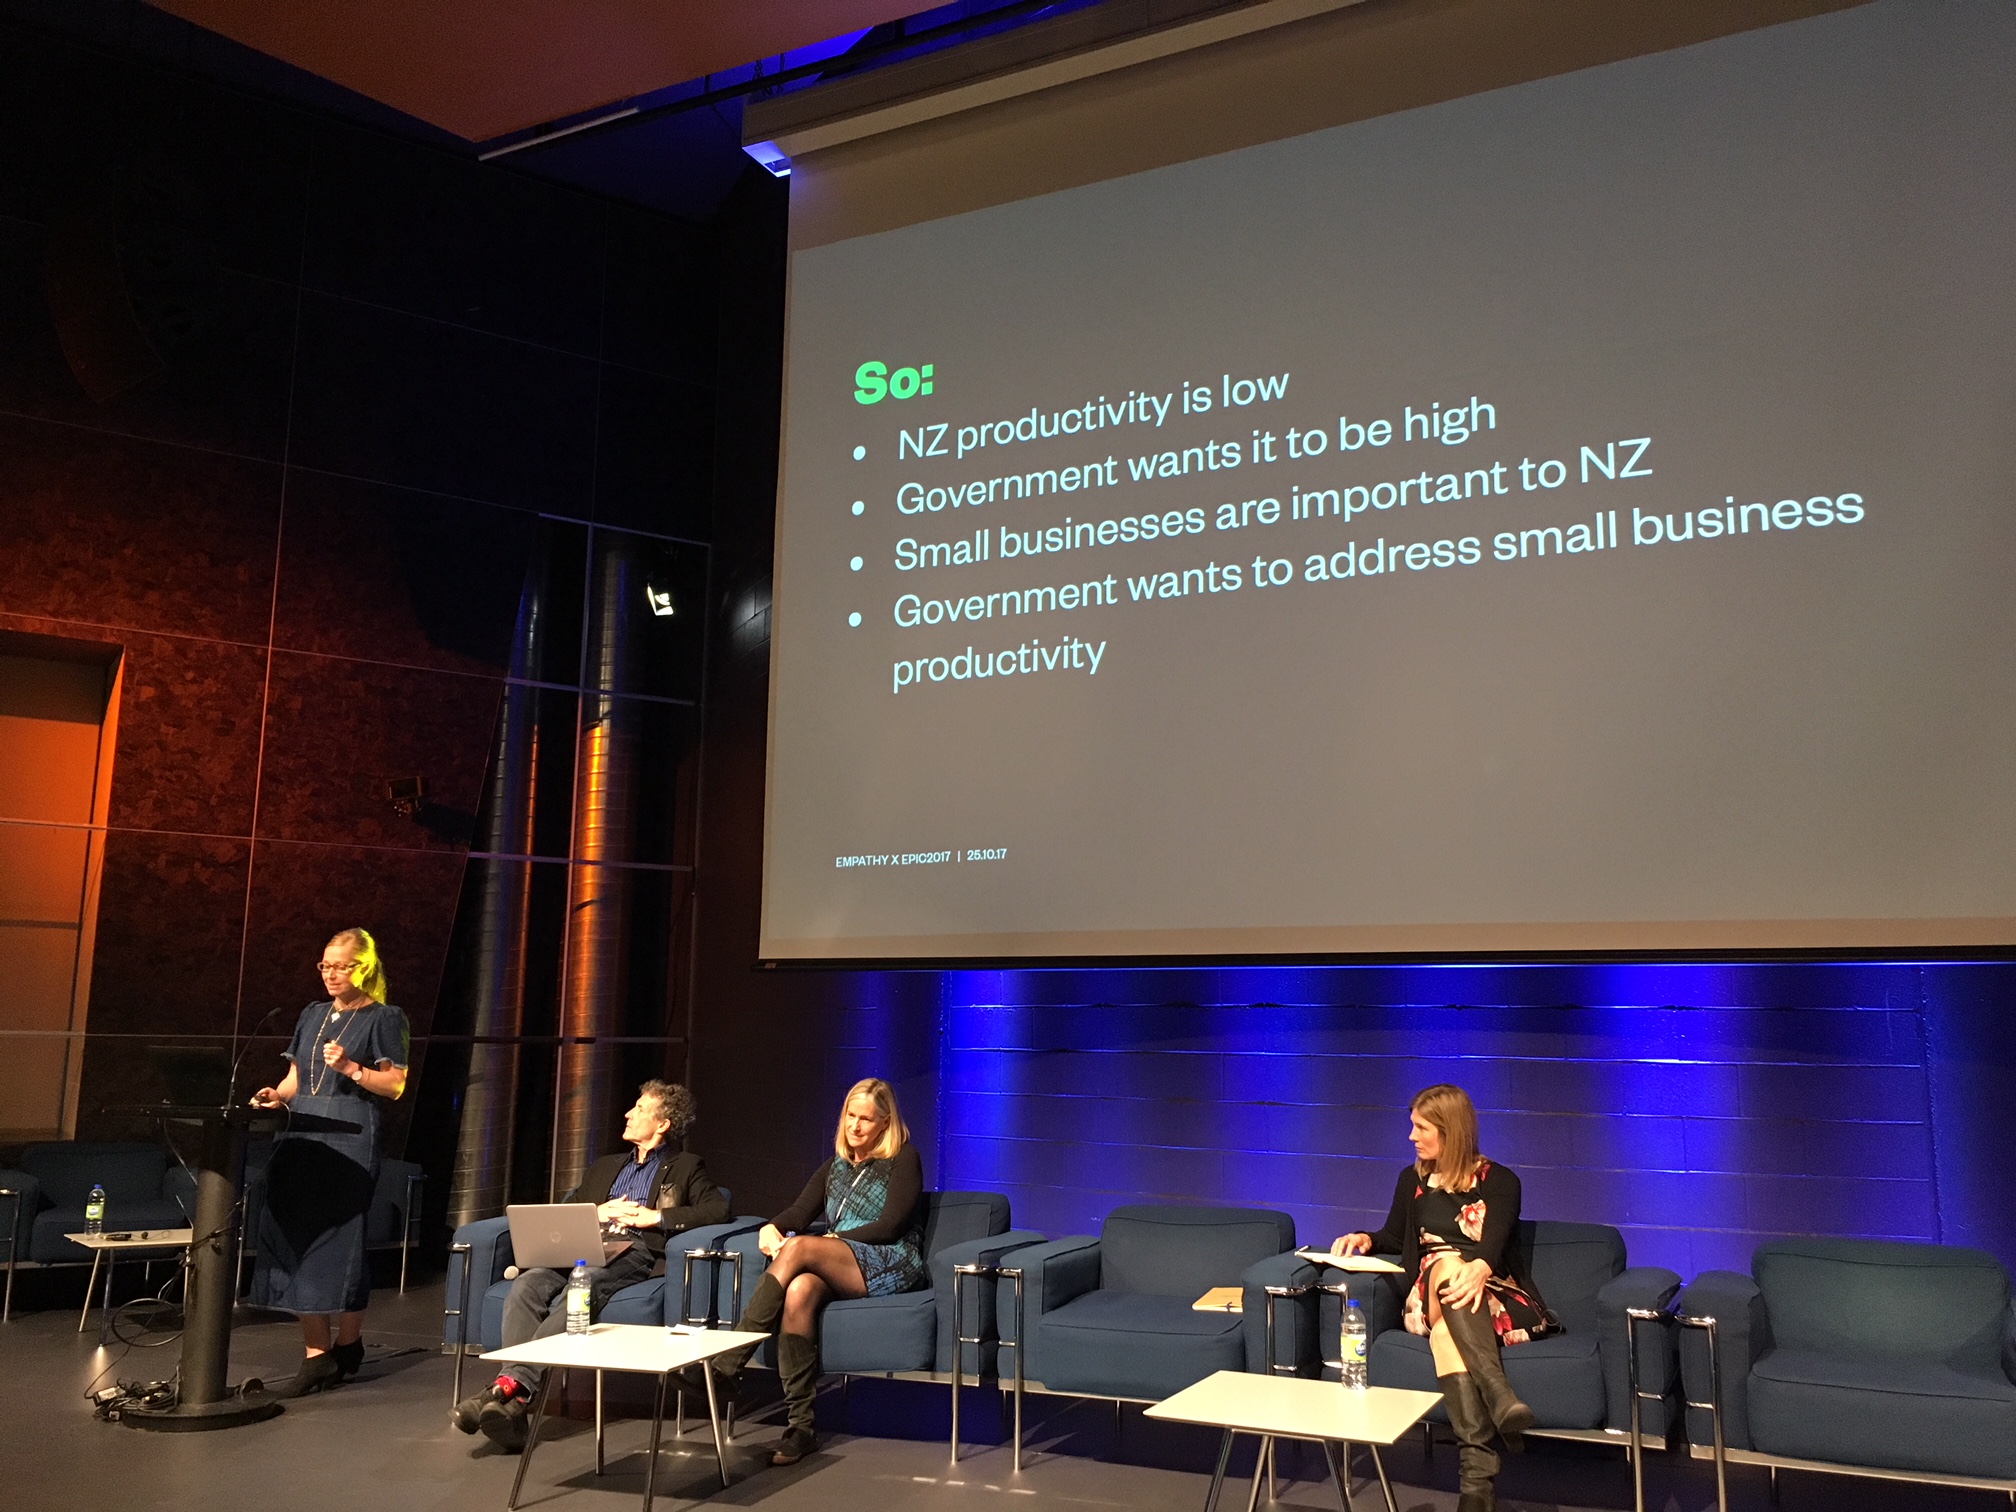 So:
• NZ productivity is low
• Government wants it to be high
• Small businesses are important to NZ
• Government wants to address small business
productivity
EMPATHY X EPIC2017 | 25.10.17